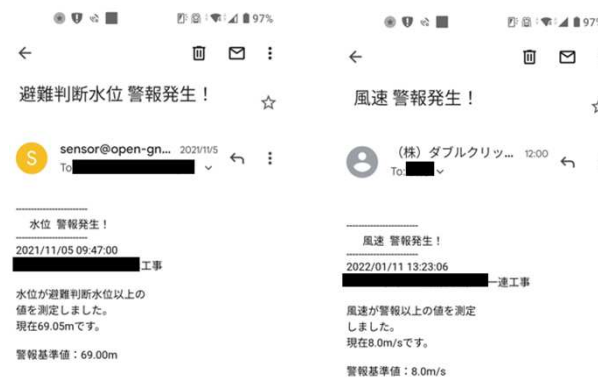 97%
避難判断水位 警報発生！
S
sensor@open-gn...
2021/11/5
To
-----------------------
水位 警報発生！
-----------------------
2021/11/05 09:47:00
工事
水位が避難判断水位以上の
値を測定しました。
現在69.05mです。
警報基準値：69.00m
97%
風速 警報発生！
（株）ダブルクリッ...
12:00
To:
-----------------------
風速 警報発生！
-----------------------
2022/01/11 13:23:06
一連工事
風速が警報以上の値を測定
しました。
現在8.0m/sです。
警報基準値：8.0m/s